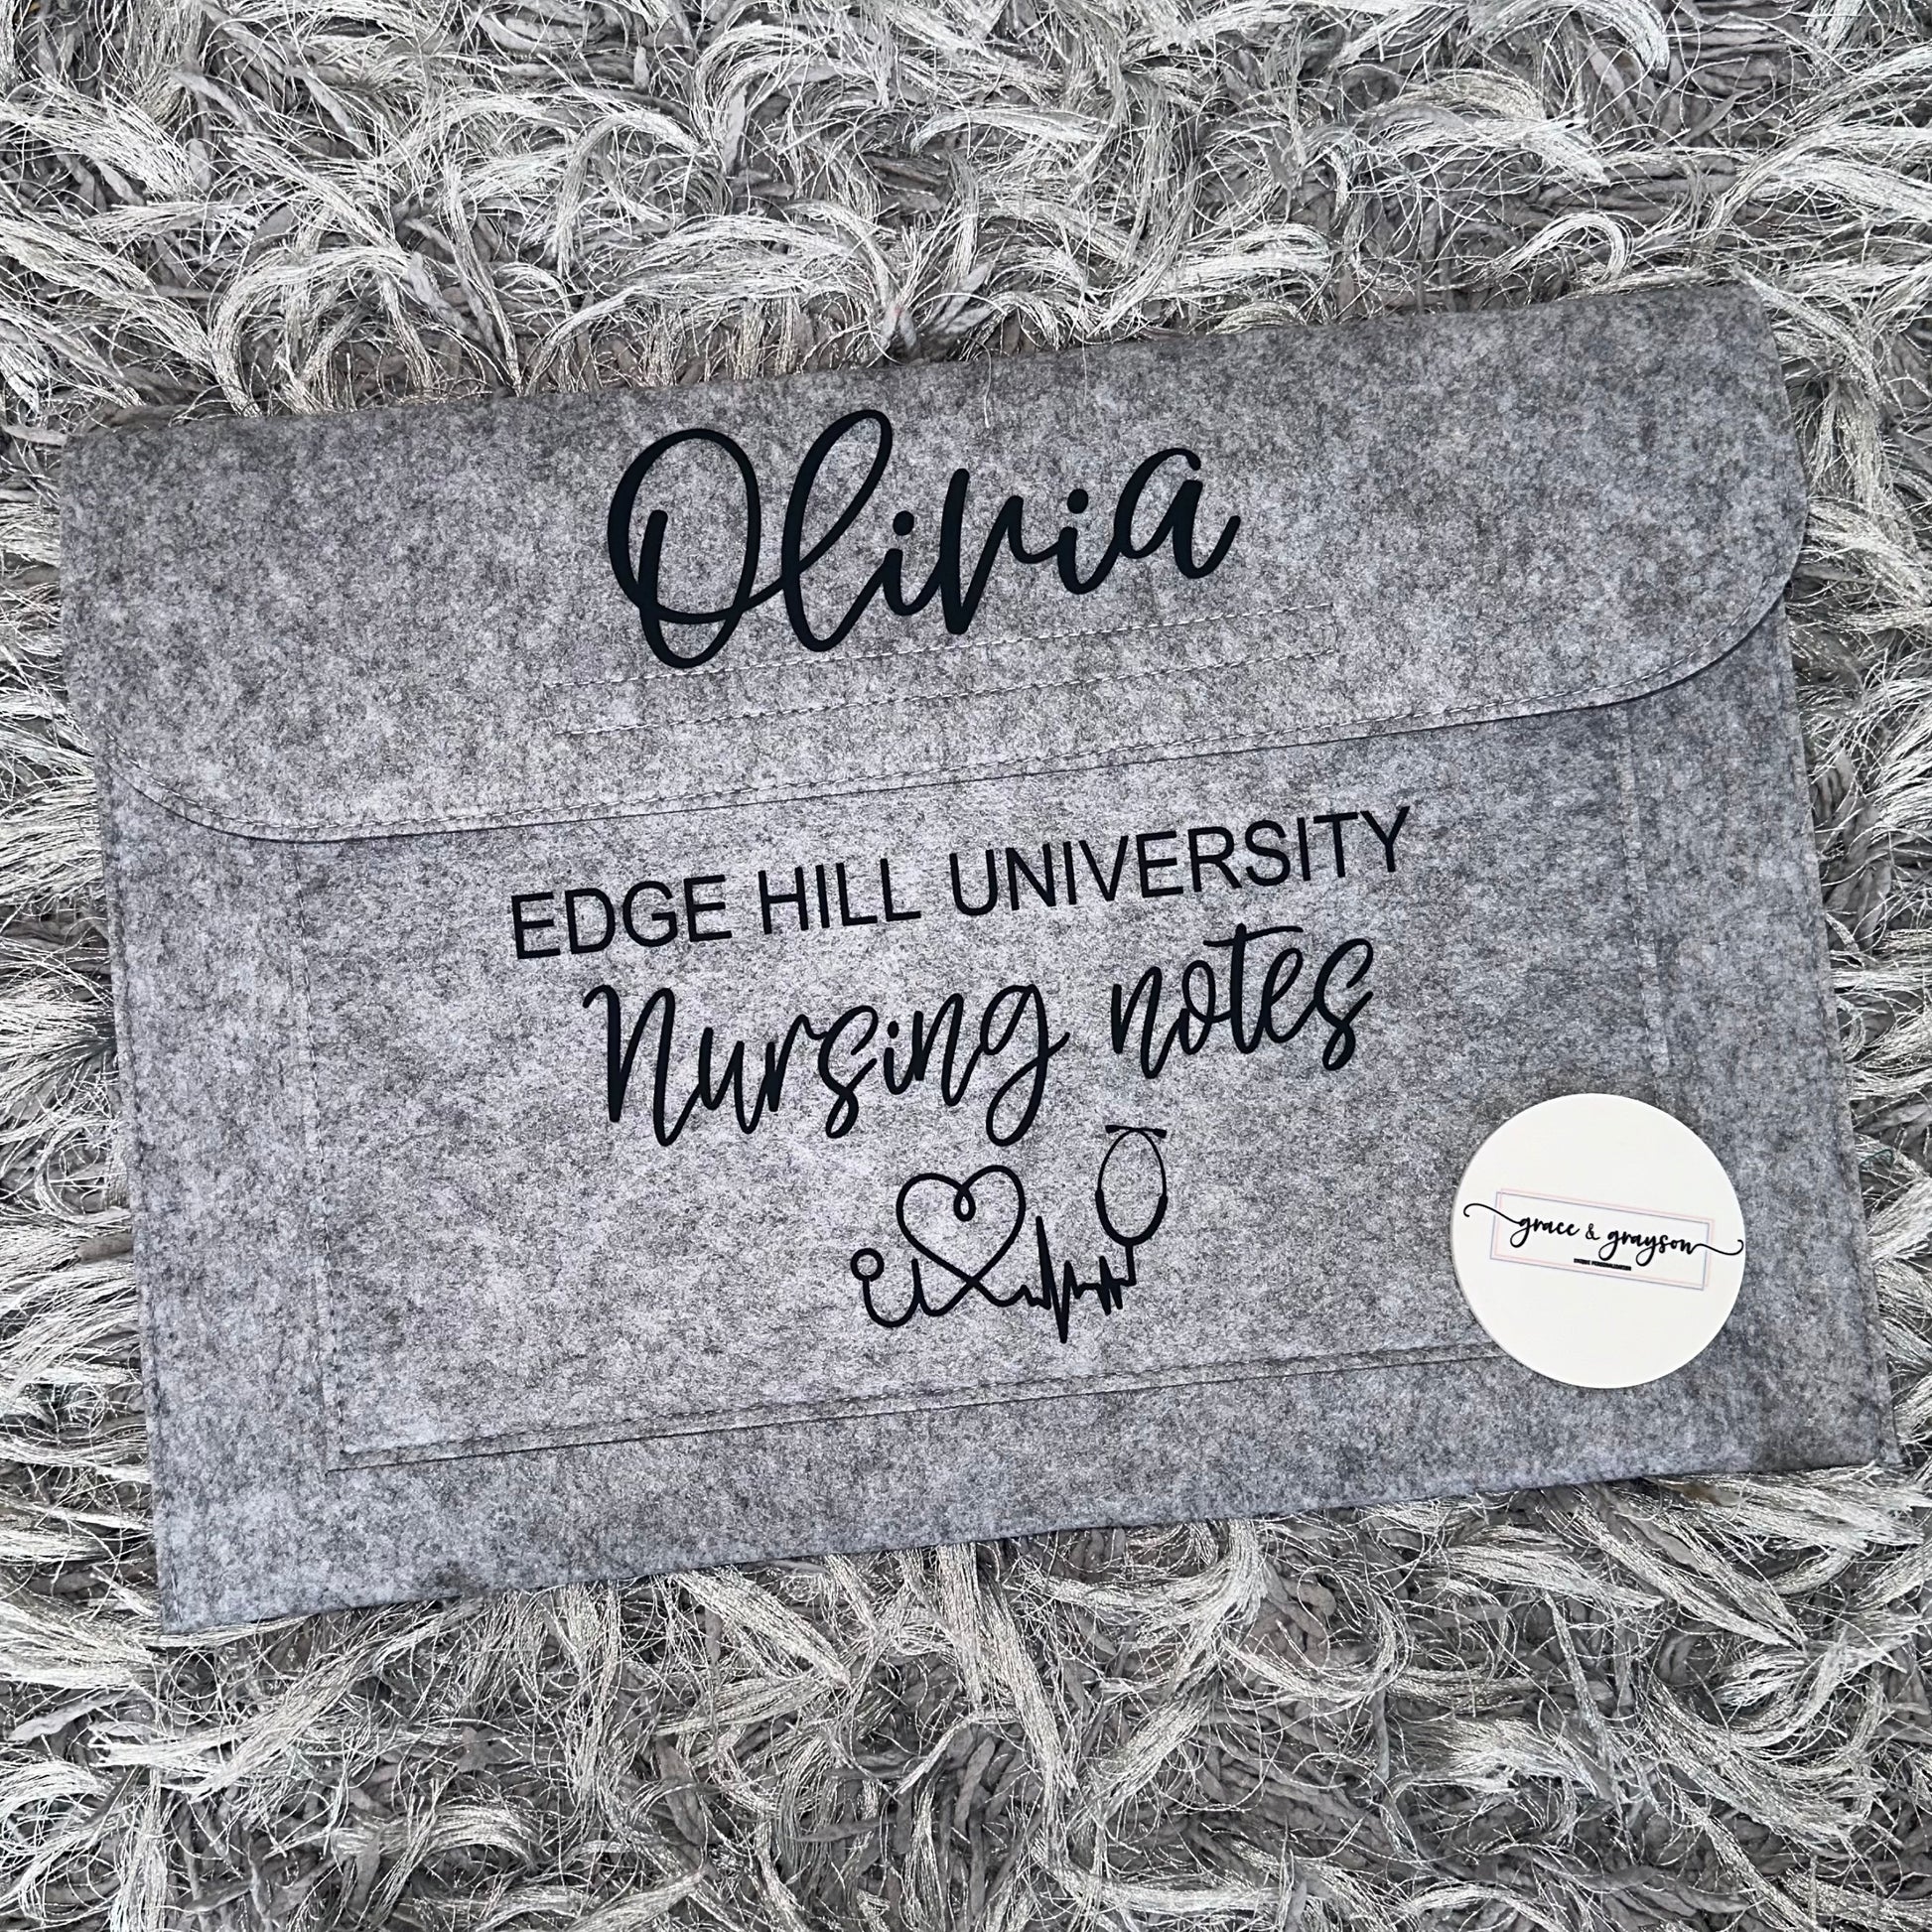 Olivia
EDGE HILL UNIVERSITY
Nursing notes
grace & grayson